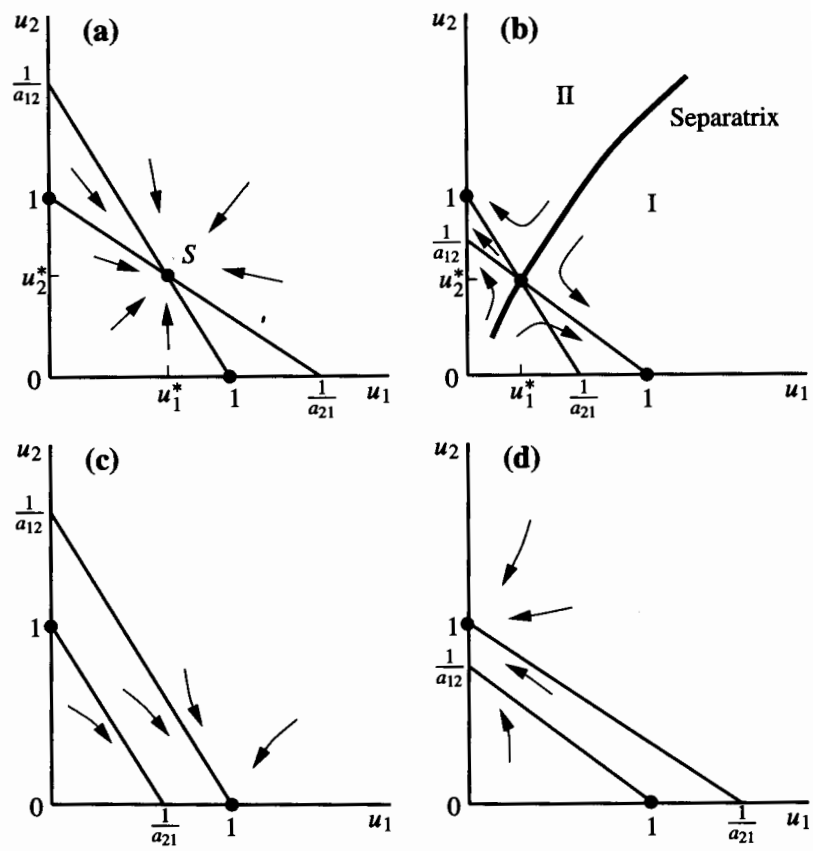 u₂
(a)
1/a₁₂
1
S
u₂*
0
u₁*
1
1/a₂₁
u₁
u₂
(b)
II
Separatrix
1
I
1/a₁₂
u₂*
0
u₁*
1/a₂₁
1
u₁
u₂
(c)
1/a₁₂
1
0
1/a₂₁
1
u₁
u₂
(d)
1
1/a₁₂
0
1
1/a₂₁
u₁